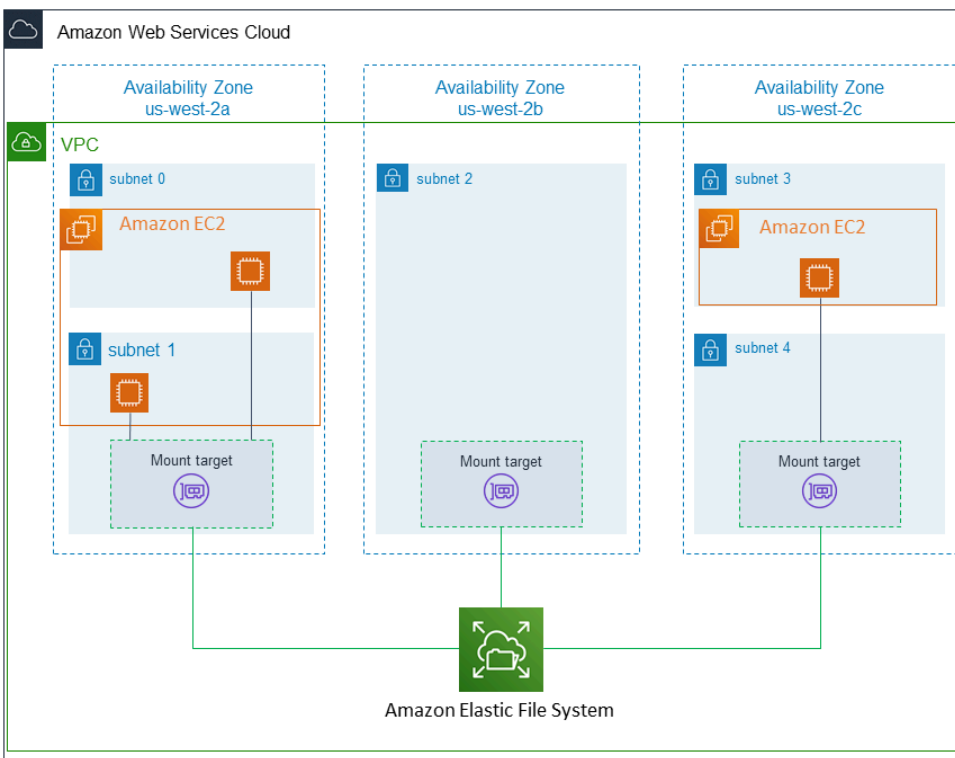 Amazon Web Services Cloud
Availability Zone
us-west-2a
Availability Zone
us-west-2b
Availability Zone
us-west-2c
VPC
subnet 0
subnet 2
subnet 3
Amazon EC2
Amazon EC2
subnet 1
subnet 4
Mount target
Mount target
Mount target
Amazon Elastic File System